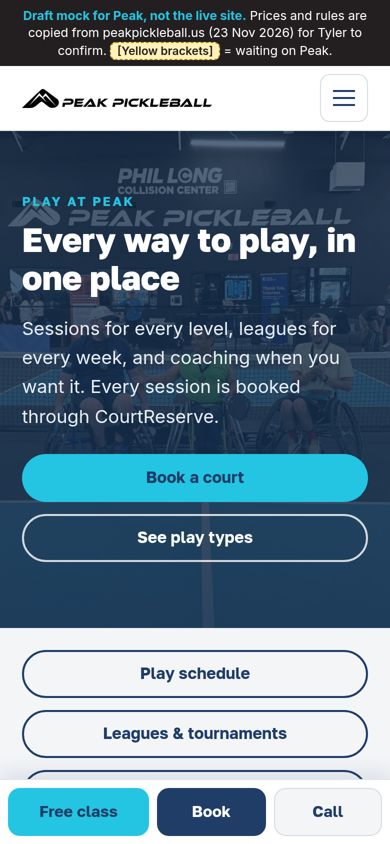 Draft mock for Peak, not the live site. Prices and rules are
copied from peakpickleball.us (23 Nov 2026) for Tyler to
confirm. [Yellow brackets] = waiting on Peak.
PEAK PICKLEBALL
PHIL LONG
COLLISION CENTER
PLAY AT PEAK
PEAK PICKLEBALL
Every way to play, in
one place
Sessions for every level, leagues for
every week, and coaching when you
want it. Every session is booked
through CourtReserve.
Book a court
See play types
Play schedule
Leagues & tournaments
Free class
Book
Call